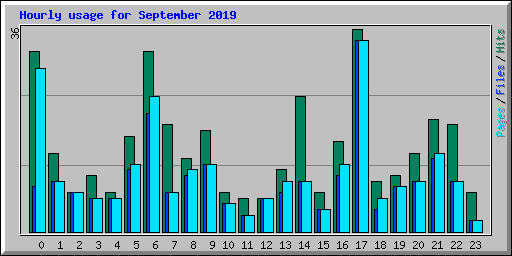 Hourly usage for September 2019
36
Pages/Files/Hits
0 1 2 3 4 5 6 7 8 9 10 11 12 13 14 15 16 17 18 19 20 21 22 23